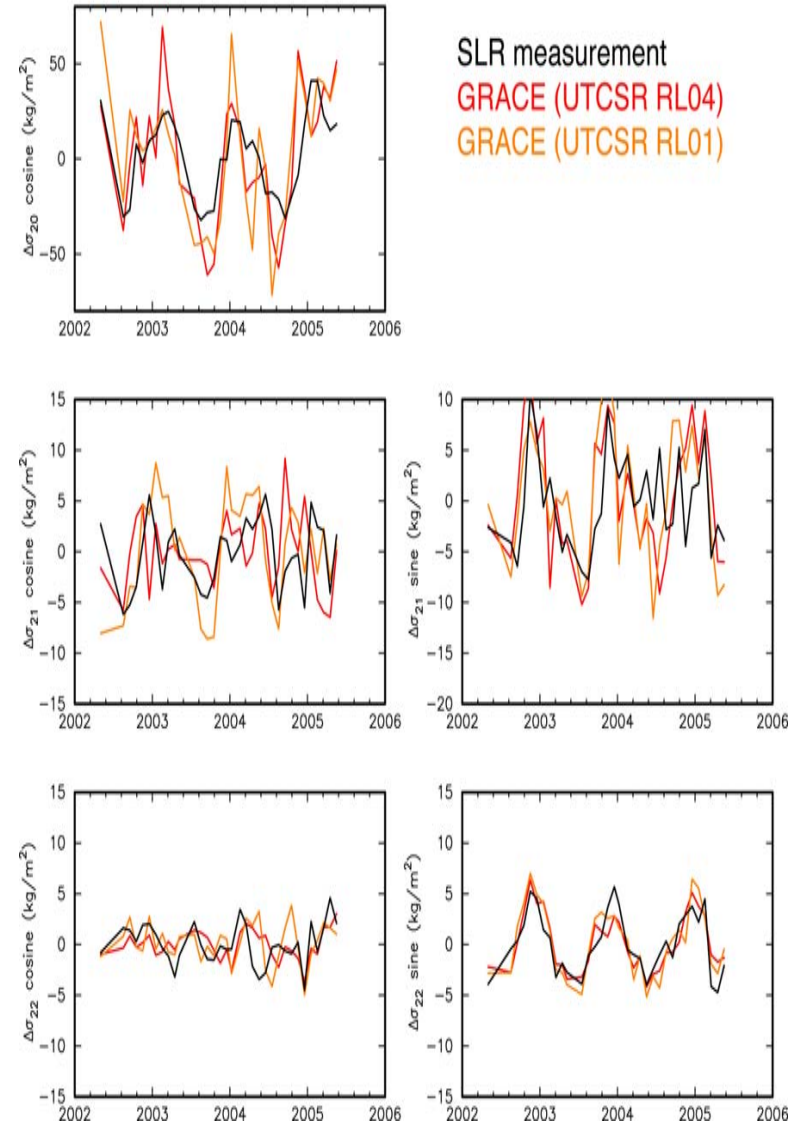 SLR measurement
GRACE (UTCSR RL04)
GRACE (UTCSR RL01)
Δσ20 cosine (kg/m²)
50
0
−50
2002 2003 2004 2005 2006
Δσ21 cosine (kg/m²)
15
10
5
0
−5
−10
−15
2002 2003 2004 2005 2006
Δσ21 sine (kg/m²)
10
5
0
−5
−10
−15
−20
2002 2003 2004 2005 2006
Δσ22 cosine (kg/m²)
15
10
5
0
−5
−10
−15
2002 2003 2004 2005 2006
Δσ22 sine (kg/m²)
15
10
5
0
−5
−10
−15
2002 2003 2004 2005 2006